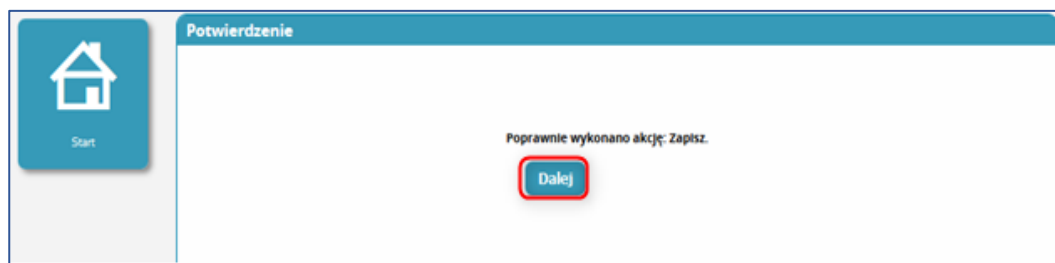 Potwierdzenie
Start
Poprawnie wykonano akcję: Zapisz.
Dalej